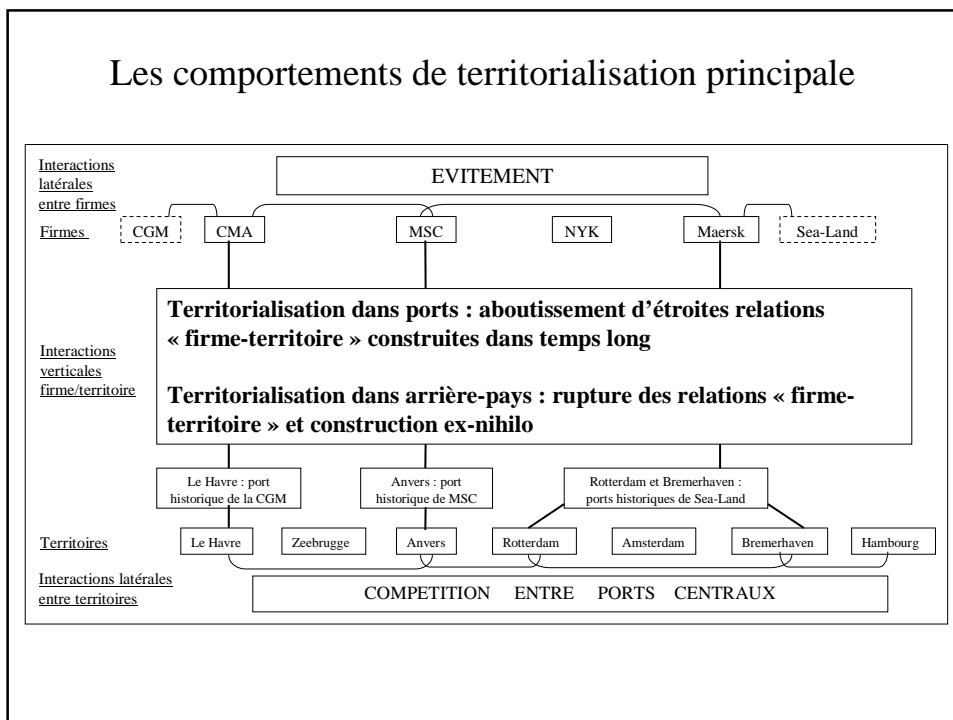 Les comportements de territorialisation principale
Interactions
latérales
entre firmes
EVITEMENT
Firmes
CGM
CMA
MSC
NYK
Maersk
Sea-Land
Interactions
verticales
firme/territoire
Territorialisation dans ports : aboutissement d’étroites relations
« firme-territoire » construites dans temps long
Territorialisation dans arrière-pays : rupture des relations « firme-
territoire » et construction ex-nihilo
Le Havre : port
historique de la CGM
Anvers : port
historique de MSC
Rotterdam et Bremerhaven :
ports historiques de Sea-Land
Territoires
Le Havre
Zeebrugge
Anvers
Rotterdam
Amsterdam
Bremerhaven
Hambourg
Interactions latérales
entre territoires
COMPETITION ENTRE PORTS CENTRAUX